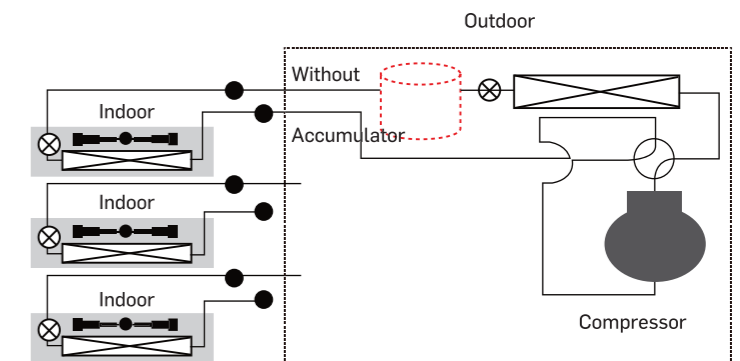 Outdoor
Without
Accumulator
Indoor
Indoor
Indoor
Compressor